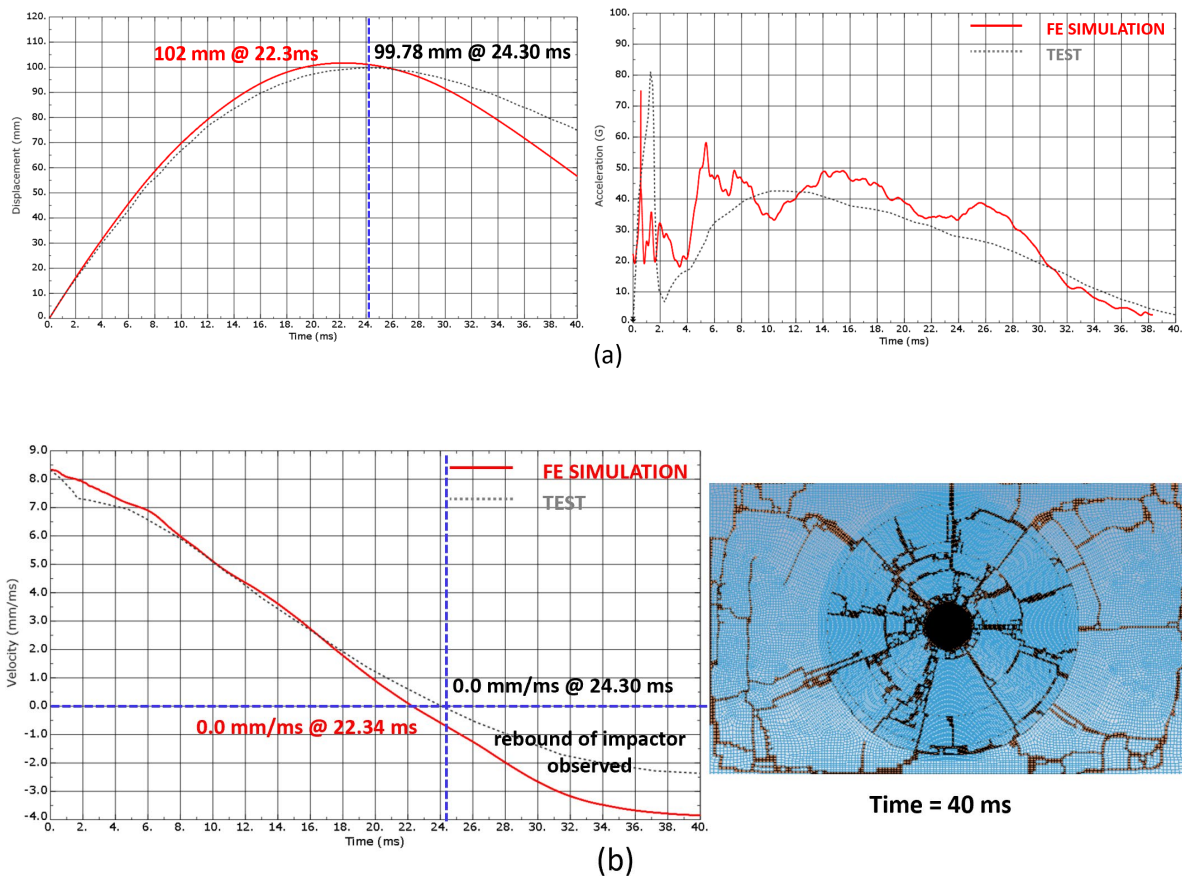 120.
110.
100.
90.
80.
70.
60.
50.
40.
30.
20.
10.
0.
Displacement (mm)
102 mm @ 22.3ms
99.78 mm @ 24.30 ms
0. 2. 4. 6. 8. 10. 12. 14. 16. 18. 20. 22. 24. 26. 28. 30. 32. 34. 36. 38. 40.
Time (ms)
100.
90.
80.
70.
60.
50.
40.
30.
20.
10.
0.
Acceleration (G)
FE SIMULATION
TEST
0. 2. 4. 6. 8. 10. 12. 14. 16. 18. 20. 22. 24. 26. 28. 30. 32. 34. 36. 38. 40.
Time (ms)
(a)
9.0
8.0
7.0
6.0
5.0
4.0
3.0
2.0
1.0
0.0
-1.0
-2.0
-3.0
-4.0
Velocity (mm/ms)
FE SIMULATION
TEST
0.0 mm/ms @ 24.30 ms
0.0 mm/ms @ 22.34 ms
rebound of impactor
observed
0. 2. 4. 6. 8. 10. 12. 14. 16. 18. 20. 22. 24. 26. 28. 30. 32. 34. 36. 38. 40.
Time (ms)
Time = 40 ms
(b)